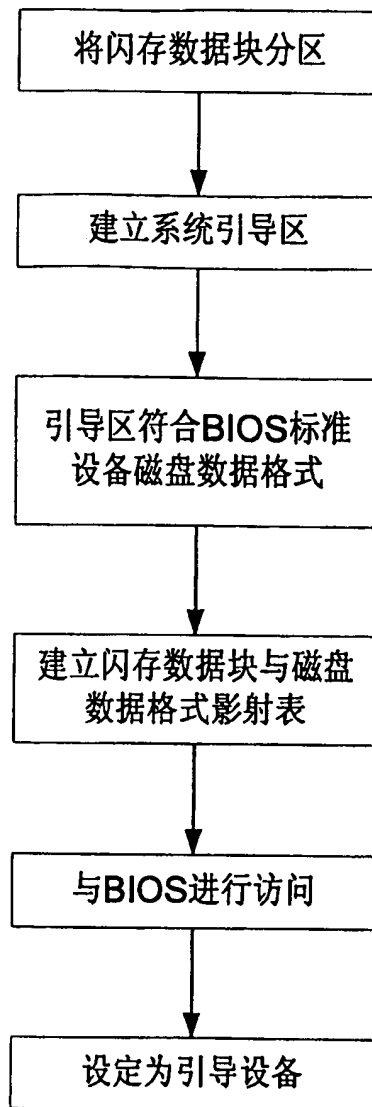 将闪存数据块分区
建立系统引导区
引导区符合BIOS标准
设备磁盘数据格式
建立闪存数据块与磁盘
数据格式影射表
与BIOS进行访问
设定为引导设备